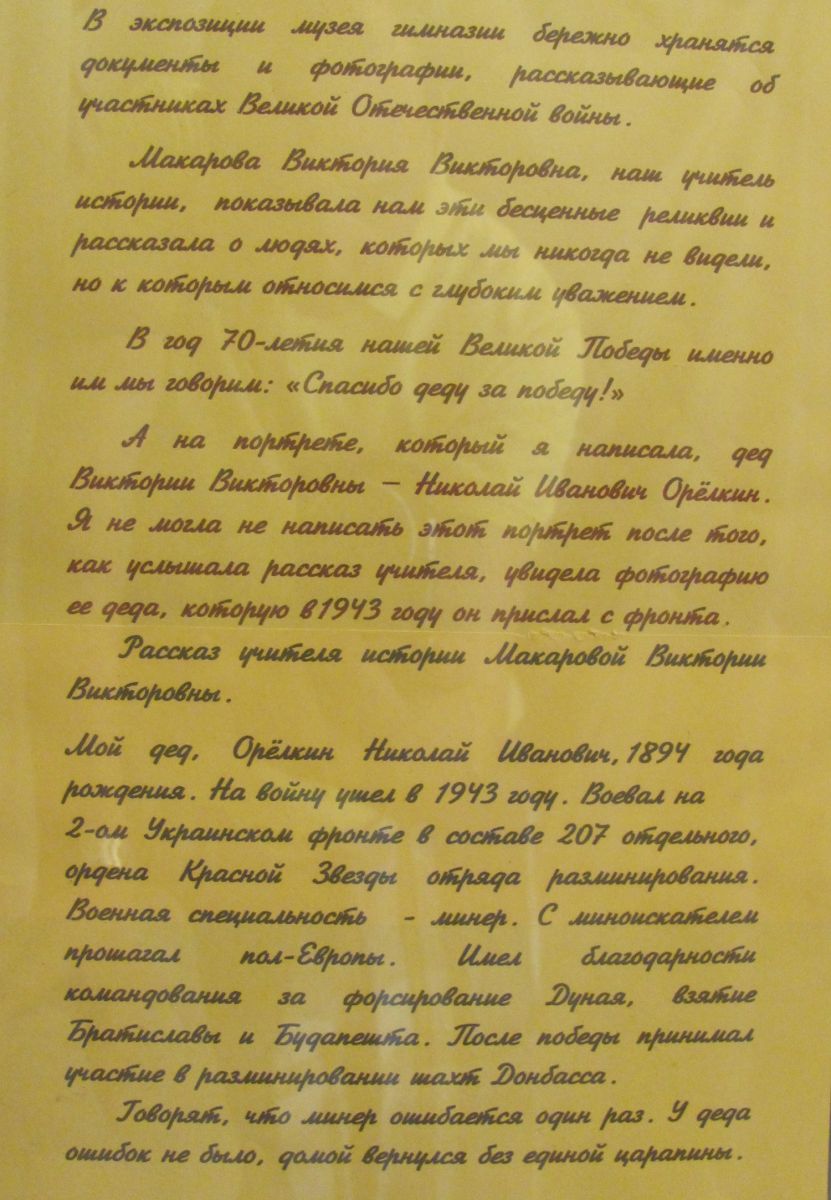 В экспозиции музея гимназии бережно хранятся
документы и фотографии, рассказывающие об
участниках Великой Отечественной войны.
Макарова Виктория Викторовна, наш учитель
истории, показывала нам эти бесценные реликвии и
рассказала о людях, которых мы никогда не видели,
но к которым относимся с глубоким уважением.
В год 70-летия нашей Великой Победы именно
им мы говорим: «Спасибо деду за победу!»
А на портрете, который я написала, дед
Виктории Викторовны – Николай Иванович Орёлкин.
Я не могла не написать этот портрет после того,
как услышала рассказ учителя, увидела фотографию
ее деда, которую в 1943 году он прислал с фронта.
Рассказ учителя истории Макаровой Виктории
Викторовны.
Мой дед, Орёлкин Николай Иванович, 1894 года
рождения. На войну ушел в 1943 году. Воевал на
2-ом Украинском фронте в составе 207 отдельного,
ордена Красной Звезды отряда разминирования.
Военная специальность - минер. С миноискателем
прошагал пол-Европы. Имел благодарности
командования за форсирование Дуная, взятие
Братиславы и Будапешта. После победы принимал
участие в разминировании шахт Донбасса.
Говорят, что минер ошибается один раз. У деда
ошибок не было, домой вернулся без единой царапины.